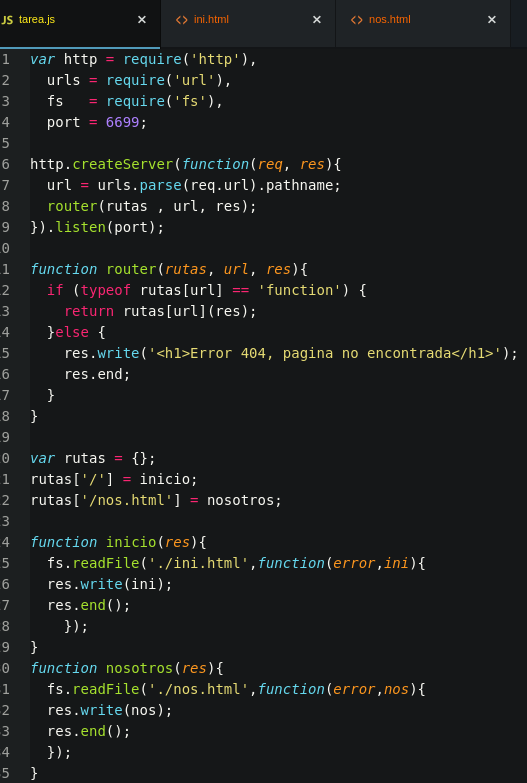 JS tarea.js × <> ini.html × <> nos.html ×
1 var http = require('http'),
2   urls = require('url'),
3   fs   = require('fs'),
4   port = 6699;
5
6 http.createServer(function(req, res){
7   url = urls.parse(req.url).pathname;
8   router(rutas , url, res);
9 }).listen(port);
.0
.1 function router(rutas, url, res){
.2   if (typeof rutas[url] == 'function') {
.3     return rutas[url](res);
.4   }else {
.5     res.write('<h1>Error 404, pagina no encontrada</h1>');
.6     res.end;
.7   }
.8 }
.9
0 var rutas = {};
1 rutas['/'] = inicio;
2 rutas['/nos.html'] = nosotros;
3
4 function inicio(res){
5   fs.readFile('./ini.html',function(error,ini){
6   res.write(ini);
7   res.end();
8     });
9 }
0 function nosotros(res){
1   fs.readFile('./nos.html',function(error,nos){
2   res.write(nos);
3   res.end();
4   });
5 }